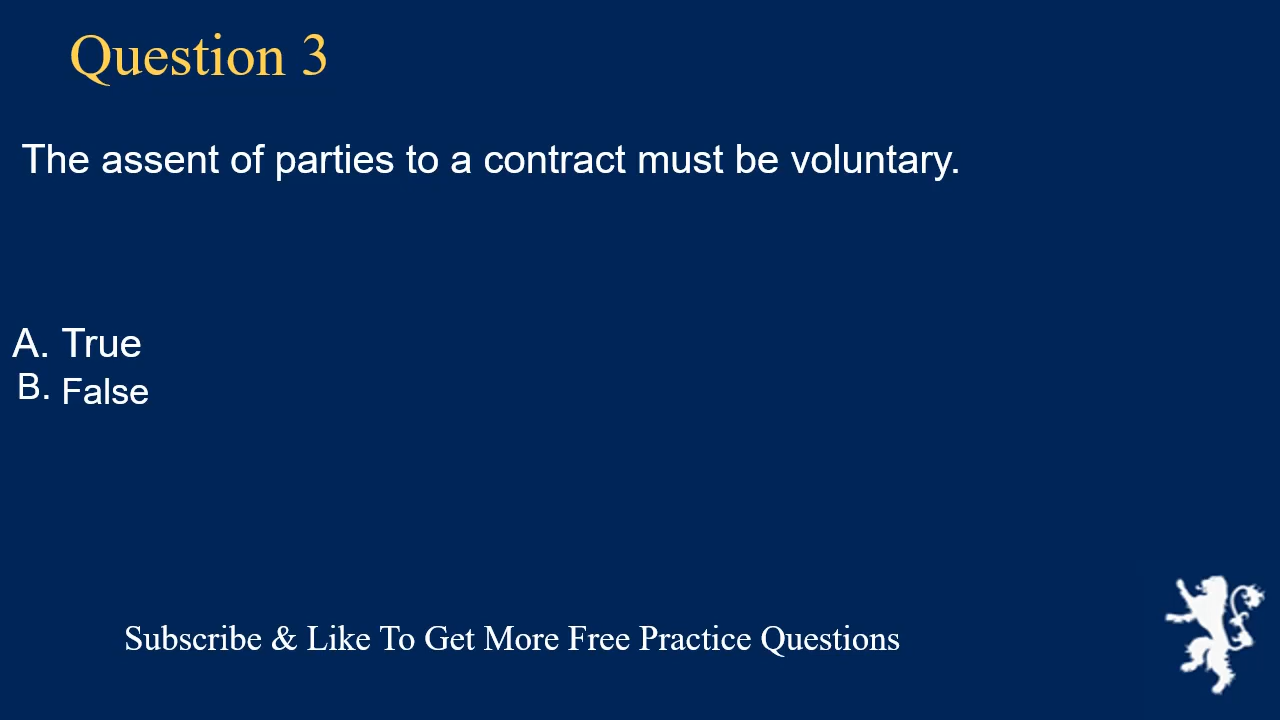 Question 3
The assent of parties to a contract must be voluntary.
A. True
B. False
Subscribe & Like To Get More Free Practice Questions